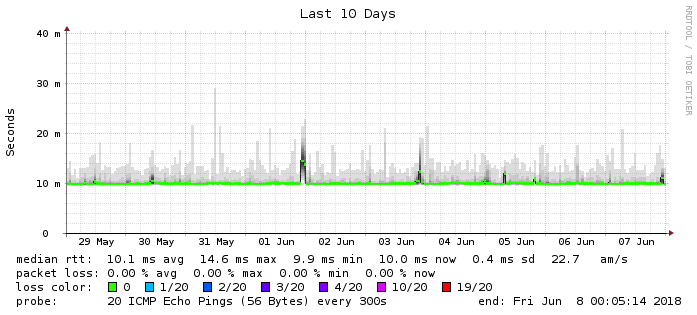 Last 10 Days
RRDTOOL / TOBI OETIKER
Seconds
40 m
30 m
20 m
10 m
0
29 May 30 May 31 May 01 Jun 02 Jun 03 Jun 04 Jun 05 Jun 06 Jun 07 Jun
median rtt: 10.1 ms avg 14.6 ms max 9.9 ms min 10.0 ms now 0.4 ms sd 22.7 am/s
packet loss: 0.00 % avg 0.00 % max 0.00 % min 0.00 % now
loss color: 0 1/20 2/20 3/20 4/20 10/20 19/20
probe: 20 ICMP Echo Pings (56 Bytes) every 300s end: Fri Jun 8 00:05:14 2018